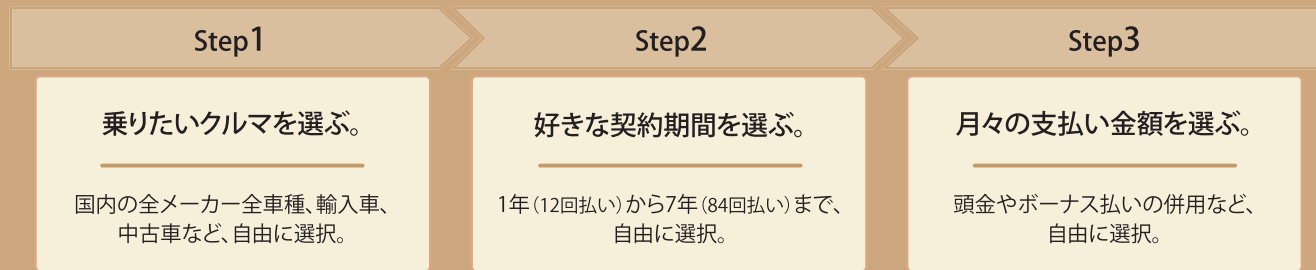 Step1
乗りたいクルマを選ぶ。
国内の全メーカー全車種、輸入車、
中古車など、自由に選択。
Step2
好きな契約期間を選ぶ。
1年（12回払い）から7年（84回払い）まで、
自由に選択。
Step3
月々の支払い金額を選ぶ。
頭金やボーナス払いの併用など、
自由に選択。